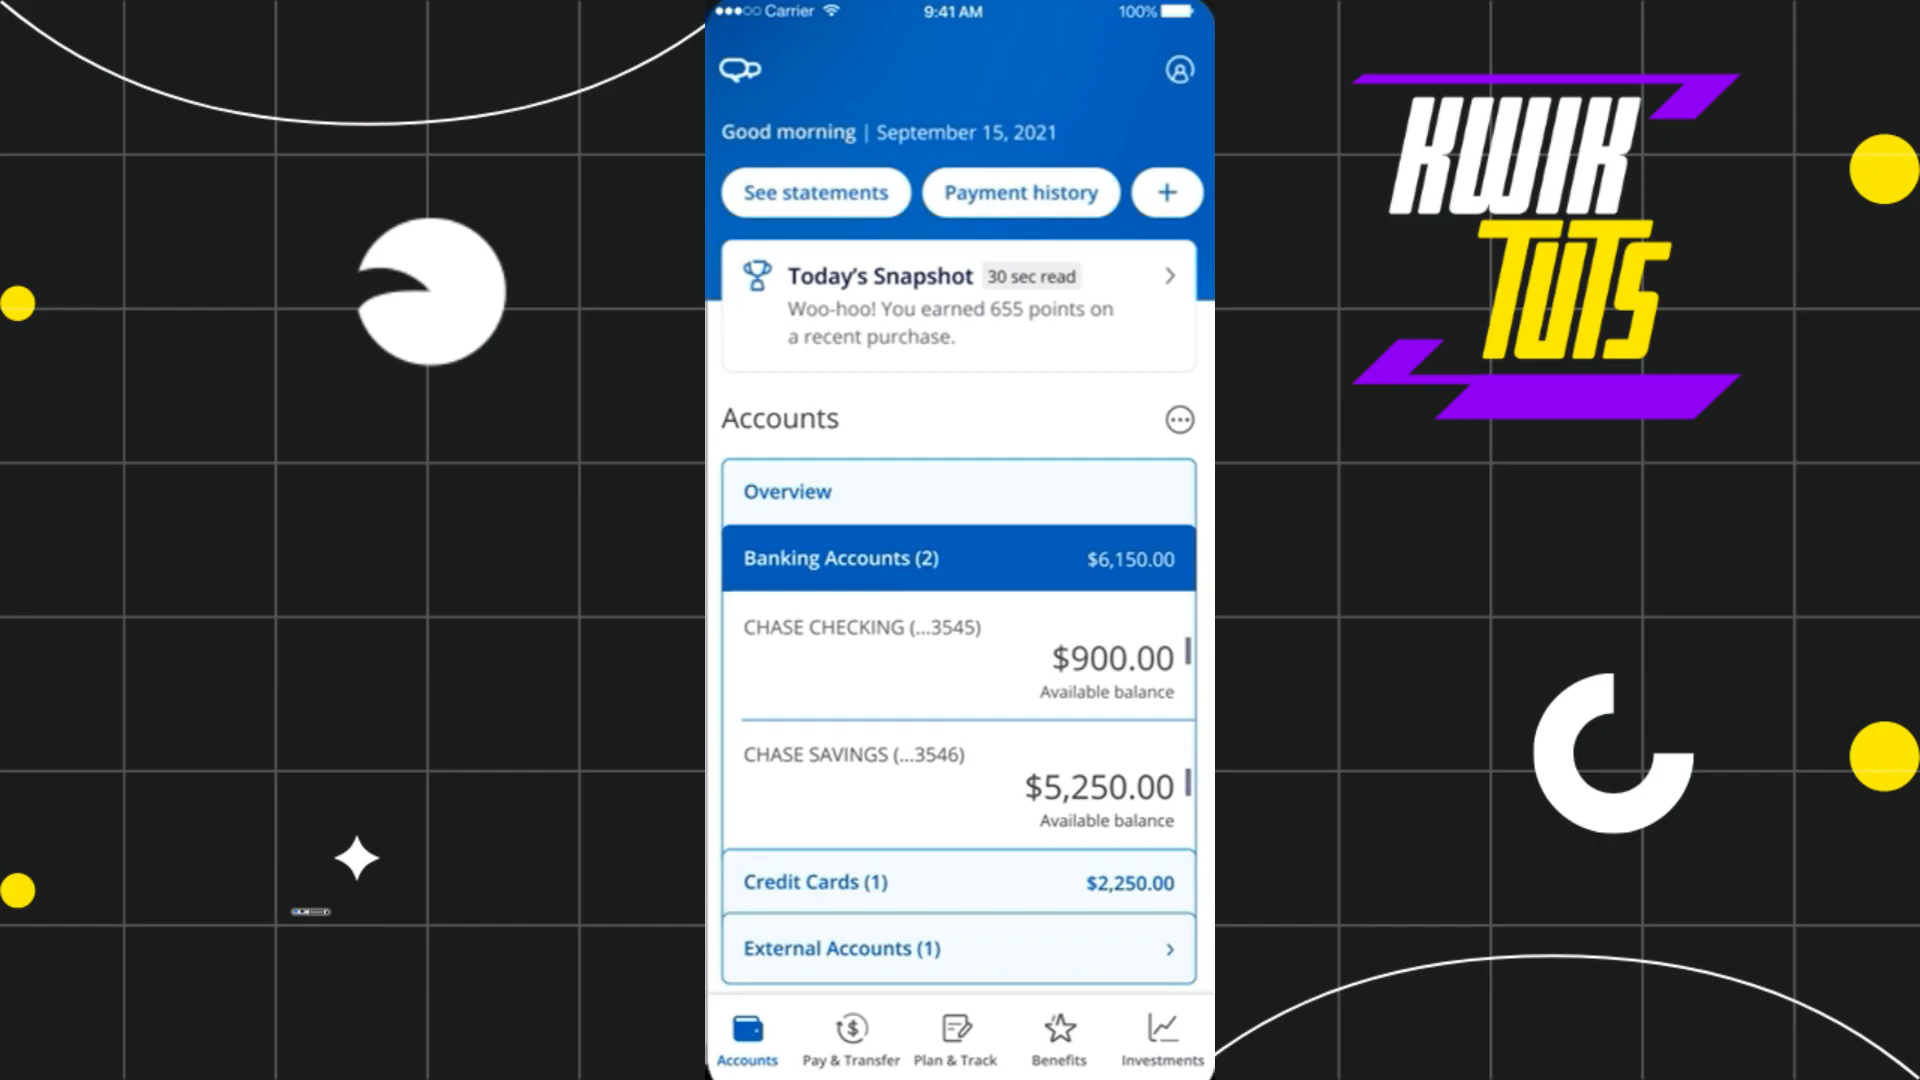 Carrier
9:41 AM
100%
Good morning | September 15, 2021
See statements
Payment history
+
Today's Snapshot
30 sec read
Woo-hoo! You earned 655 points on
a recent purchase.
Accounts
Overview
Banking Accounts (2)
$6,150.00
CHASE CHECKING (...3545)
$900.00
Available balance
CHASE SAVINGS (...3546)
$5,250.00
Available balance
Credit Cards (1)
$2,250.00
External Accounts (1)
Accounts
Pay & Transfer
Plan & Track
Benefits
Investments
KWIK
TUTS